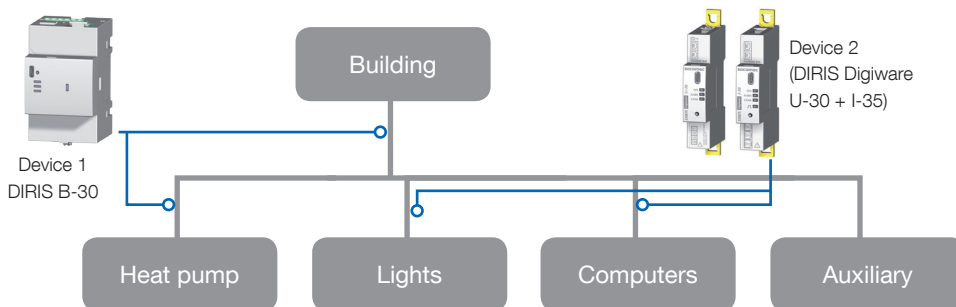 Building
Device 2
(DIRIS Digiware
U-30 + I-35)
Device 1
DIRIS B-30
Heat pump
Lights
Computers
Auxiliary